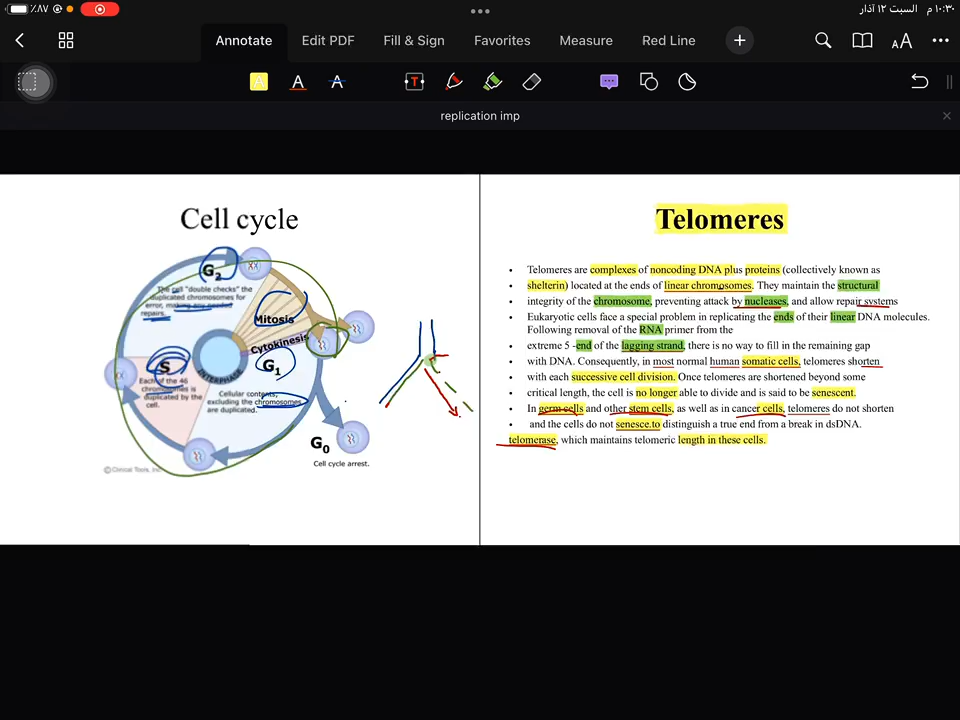 ٪٨٧
١٠:٣٠ م السبت ١٢ آذار
Annotate Edit PDF Fill & Sign Favorites Measure Red Line
replication imp
Cell cycle
G2
The cell "double checks" the
duplicated chromosomes for
error, making any needed
repairs.
Mitosis
Cytokinesis
G1
S
Each of the 46
chromosomes is
duplicated by the
cell.
INTERPHASE
Cellular contents,
excluding the chromosomes
are duplicated.
G0
Cell cycle arrest.
© Clinical Tools, Inc.
Telomeres
• Telomeres are complexes of noncoding DNA plus proteins (collectively known as
• shelterin) located at the ends of linear chromosomes. They maintain the structural
• integrity of the chromosome, preventing attack by nucleases, and allow repair systems
• Eukaryotic cells face a special problem in replicating the ends of their linear DNA molecules.
Following removal of the RNA primer from the
• extreme 5 -end of the lagging strand, there is no way to fill in the remaining gap
• with DNA. Consequently, in most normal human somatic cells, telomeres shorten
• with each successive cell division. Once telomeres are shortened beyond some
• critical length, the cell is no longer able to divide and is said to be senescent.
• In germ cells and other stem cells, as well as in cancer cells, telomeres do not shorten
• and the cells do not senesce.to distinguish a true end from a break in dsDNA.
telomerase, which maintains telomeric length in these cells.